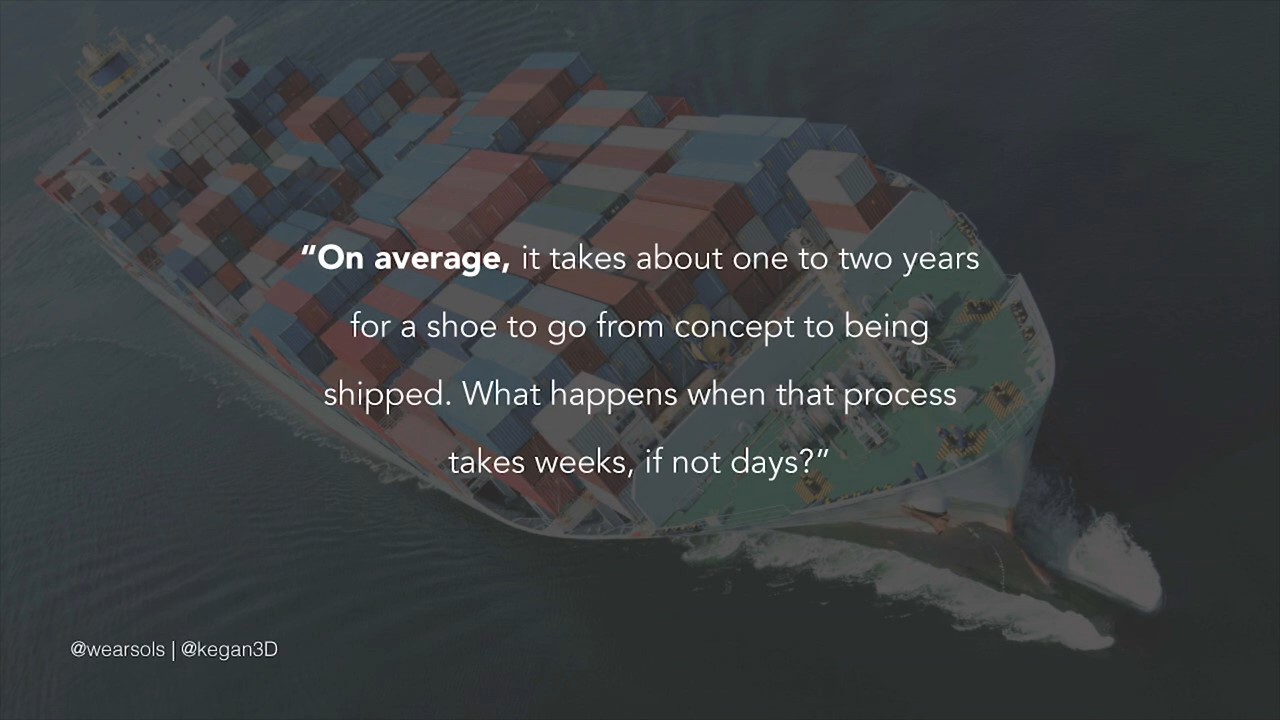 “On average, it takes about one to two years
for a shoe to go from concept to being
shipped. What happens when that process
takes weeks, if not days?”
@wearsols | @kegan3D